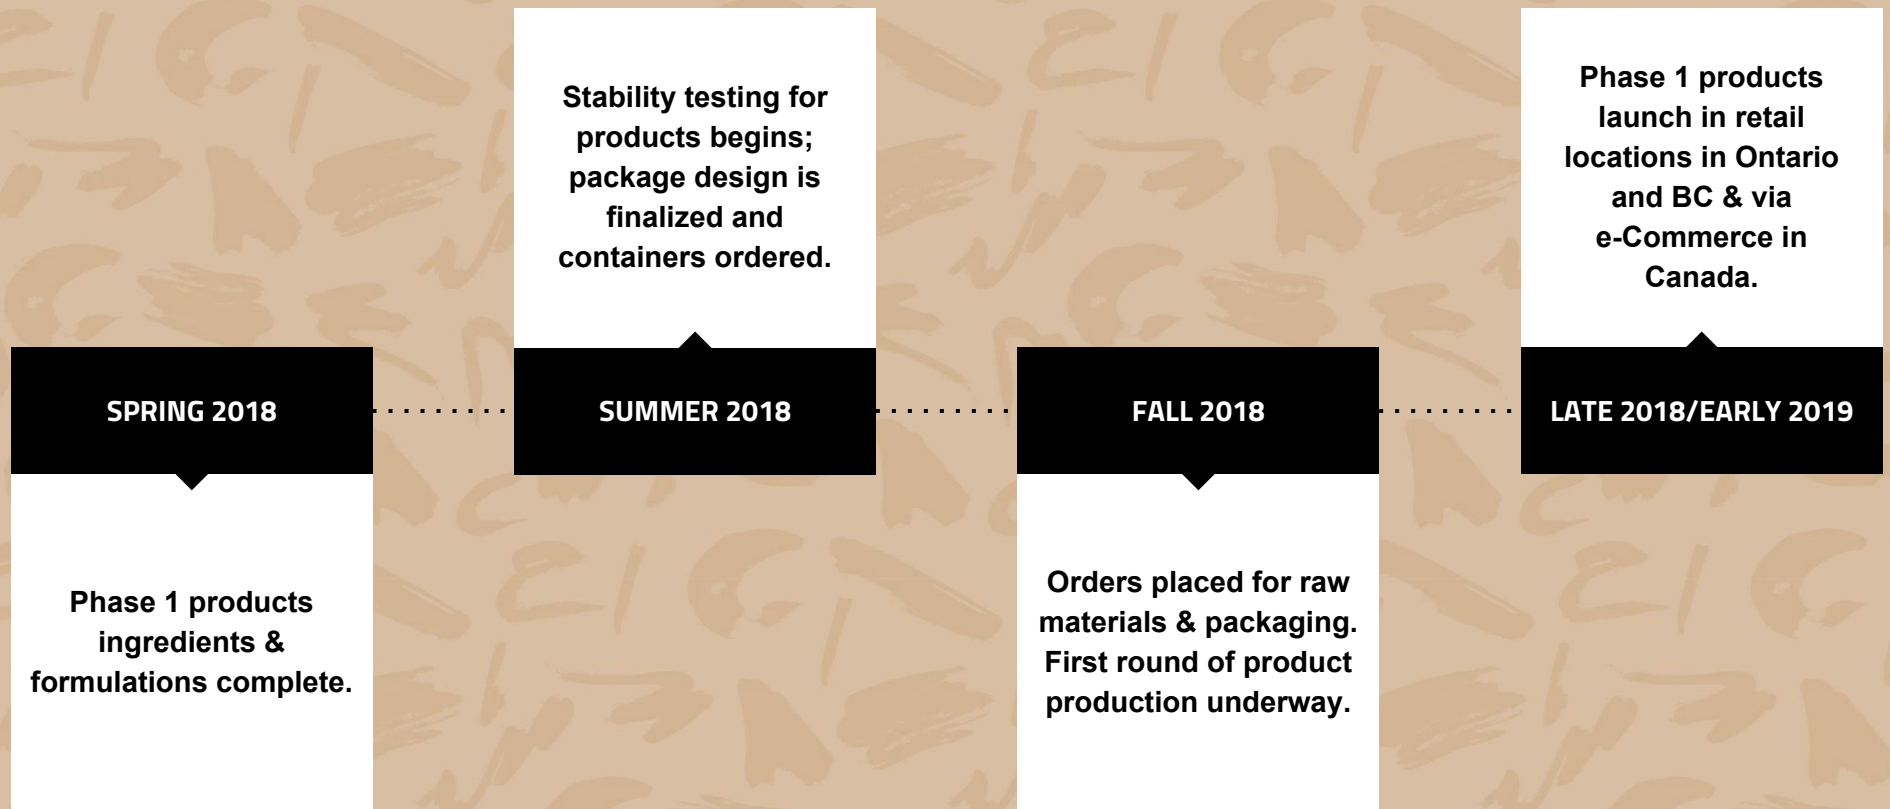 SPRING 2018
Phase 1 products
ingredients &
formulations complete.
Stability testing for
products begins;
package design is
finalized and
containers ordered.
SUMMER 2018
FALL 2018
Orders placed for raw
materials & packaging.
First round of product
production underway.
Phase 1 products
launch in retail
locations in Ontario
and BC & via
e-Commerce in
Canada.
LATE 2018/EARLY 2019